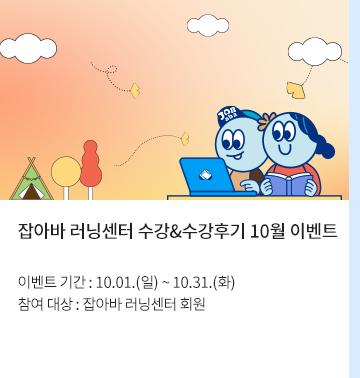 JOB
aba
잡아바 러닝센터 수강&수강후기 10월 이벤트
이벤트 기간 : 10.01.(일) ~ 10.31.(화)
참여 대상 : 잡아바 러닝센터 회원